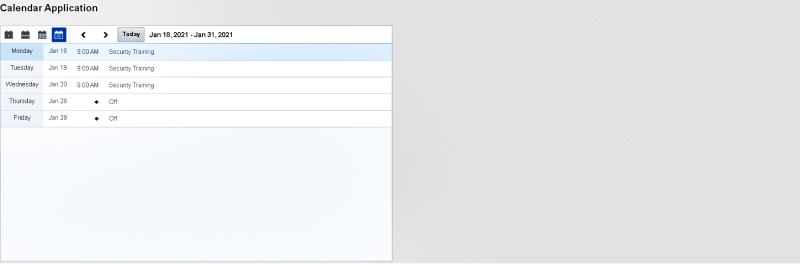 Calendar Application
Today Jan 18, 2021 - Jan 31, 2021
Monday Jan 18 9:00 AM Security Training
Tuesday Jan 19 9:00 AM Security Training
Wednesday Jan 20 9:00 AM Security Training
Thursday Jan 28 Off
Friday Jan 29 Off